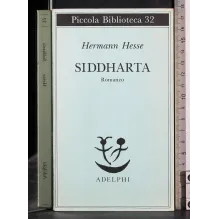 Piccola Biblioteca 32
Hermann Hesse
SIDDHARTA
Romanzo
ADELPHI